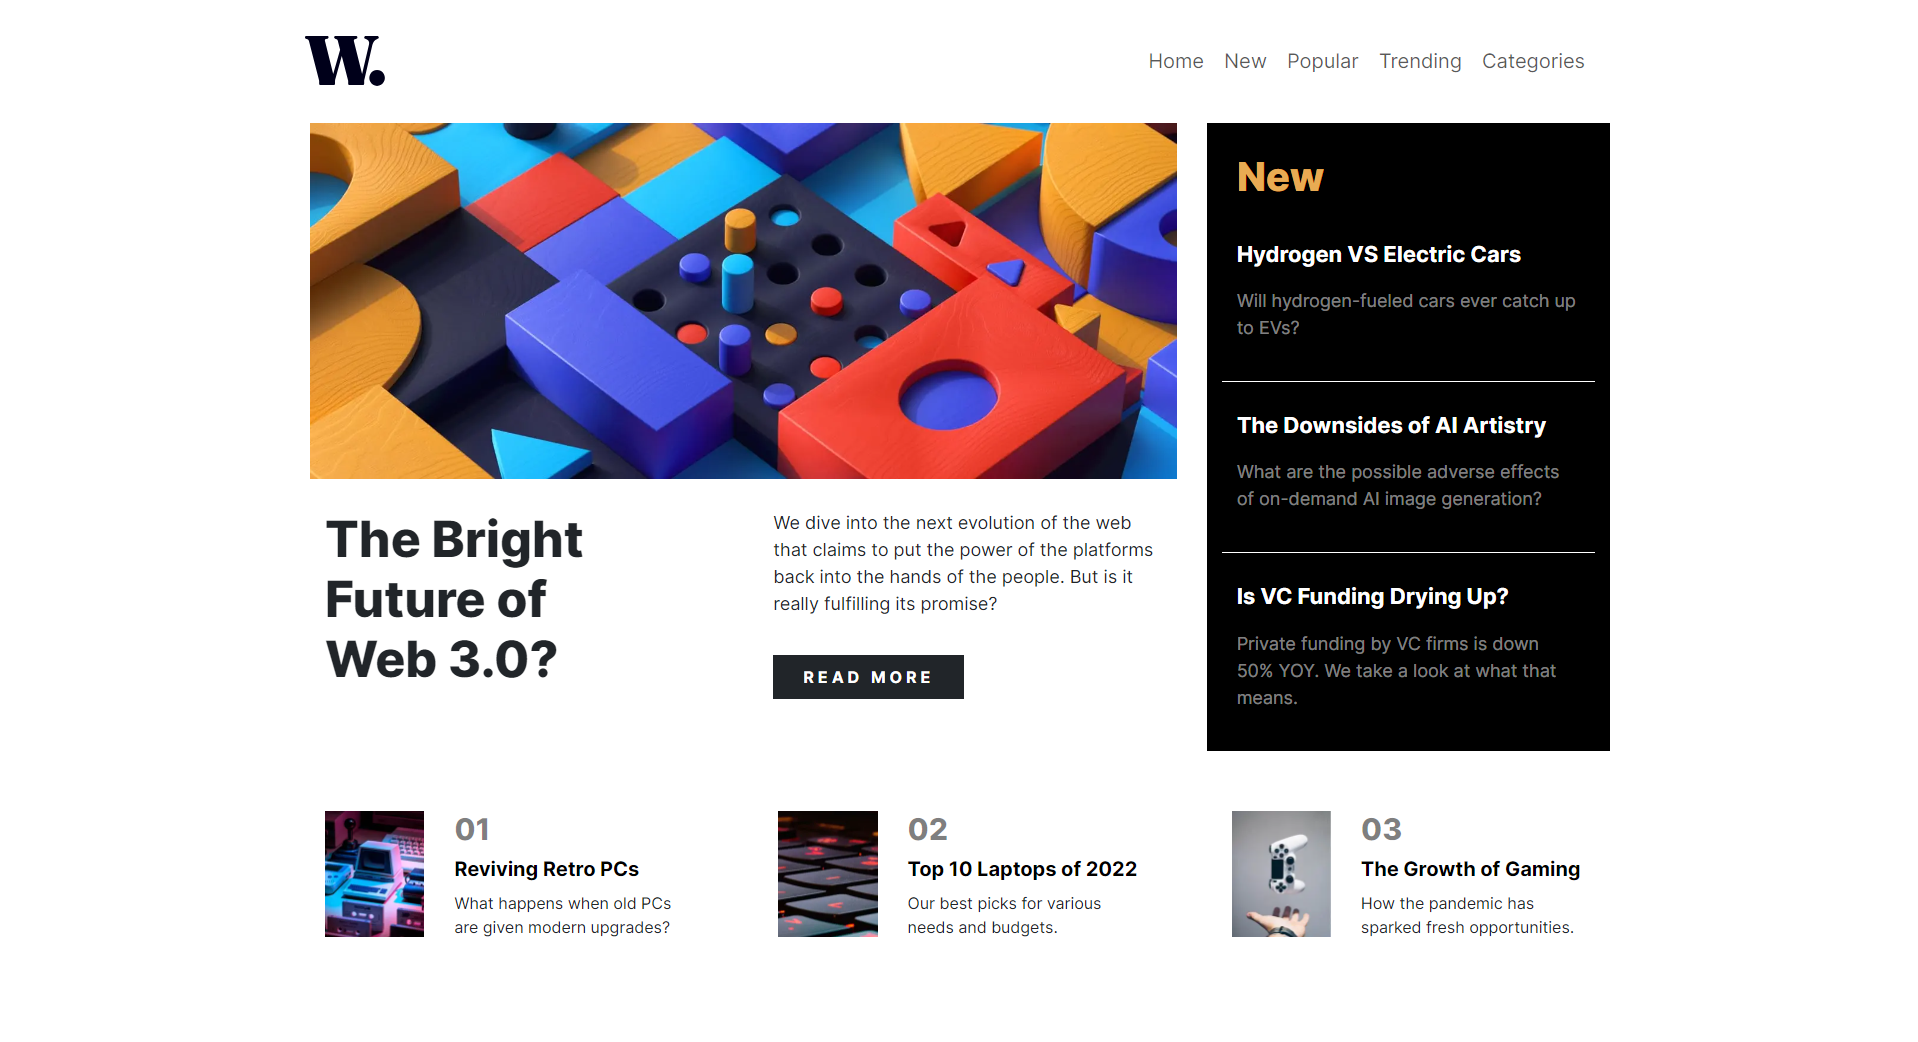 W.
Home New Popular Trending Categories
The Bright
Future of
Web 3.0?
We dive into the next evolution of the web
that claims to put the power of the platforms
back into the hands of the people. But is it
really fulfilling its promise?
READ MORE
New
Hydrogen VS Electric Cars
Will hydrogen-fueled cars ever catch up
to EVs?
The Downsides of AI Artistry
What are the possible adverse effects
of on-demand AI image generation?
Is VC Funding Drying Up?
Private funding by VC firms is down
50% YOY. We take a look at what that
means.
01
Reviving Retro PCs
What happens when old PCs
are given modern upgrades?
02
Top 10 Laptops of 2022
Our best picks for various
needs and budgets.
03
The Growth of Gaming
How the pandemic has
sparked fresh opportunities.